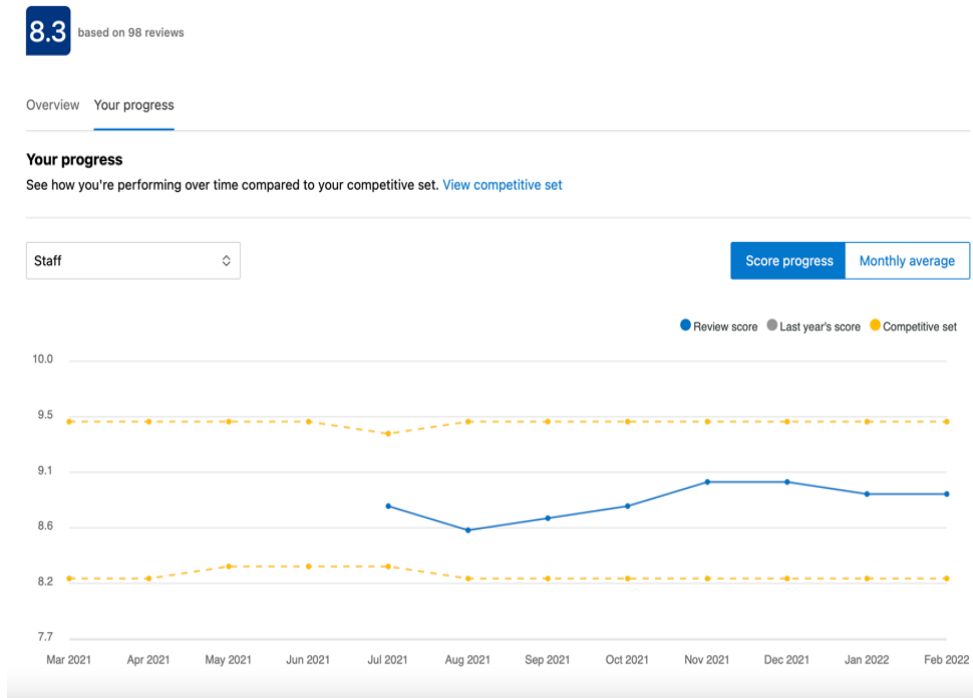 8.3 based on 98 reviews
Overview Your progress
Your progress
See how you're performing over time compared to your competitive set. View competitive set
Staff
Score progress Monthly average
Review score Last year's score Competitive set
10.0
9.5
9.1
8.6
8.2
7.7
Mar 2021 Apr 2021 May 2021 Jun 2021 Jul 2021 Aug 2021 Sep 2021 Oct 2021 Nov 2021 Dec 2021 Jan 2022 Feb 2022